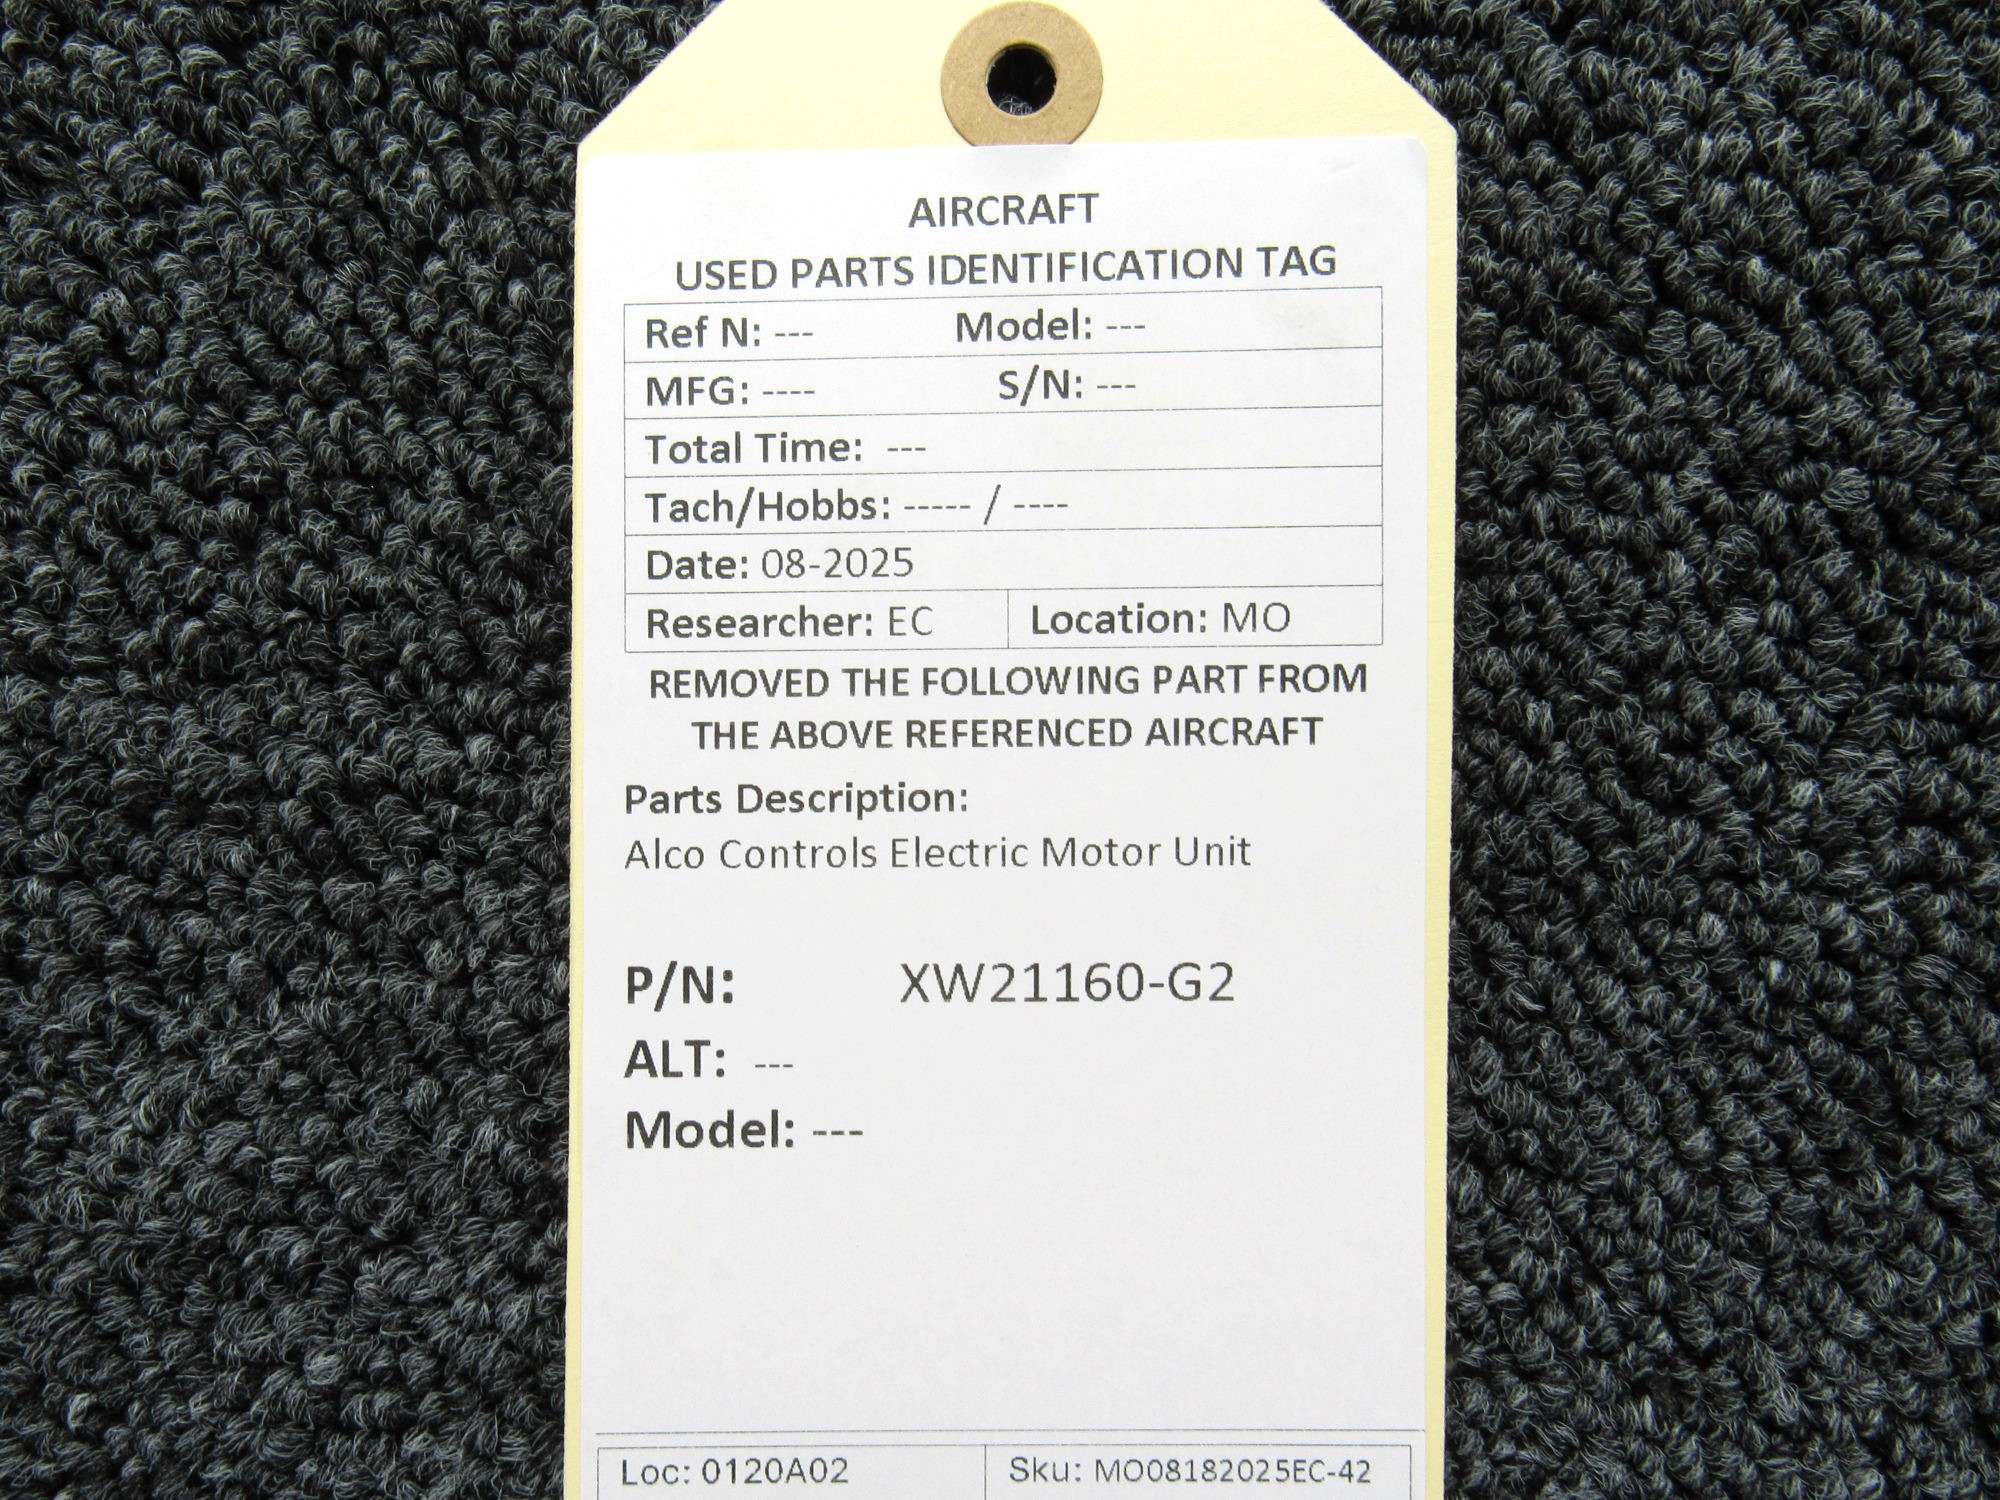 AIRCRAFT
USED PARTS IDENTIFICATION TAG
Ref N: --- Model: ---
MFG: ---- S/N: ---
Total Time: ---
Tach/Hobbs: ----- / ----
Date: 08-2025
Researcher: EC Location: MO
REMOVED THE FOLLOWING PART FROM
THE ABOVE REFERENCED AIRCRAFT
Parts Description:
Alco Controls Electric Motor Unit
P/N: XW21160-G2
ALT: ---
Model: ---
Loc: 0120A02 Sku: MO08182025EC-42